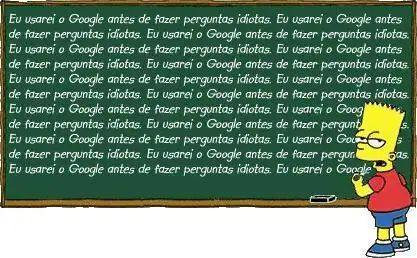 Eu usarei o Google antes de fazer perguntas idiotas. Eu usarei o Google antes
de fazer perguntas idiotas. Eu usarei o Google antes de fazer perguntas idiotas.
Eu usarei o Google antes de fazer perguntas idiotas. Eu usarei o Google antes
de fazer perguntas idiotas. Eu usarei o Google antes de fazer perguntas idiotas.
Eu usarei o Google antes de fazer perguntas idiotas. Eu usarei o Google antes
de fazer perguntas idiotas. Eu usarei o Google antes de fazer perguntas idiotas.
Eu usarei o Google antes de fazer perguntas idiotas. Eu usarei o
de fazer perguntas idiotas. Eu usarei o Google antes de fazer
Eu usarei o Google antes de fazer perguntas idiotas. Eu usarei o
de fazer perguntas idiotas. Eu usarei o Google antes de fazer
Eu usarei o Google antes de fazer perguntas idiotas. Eu usarei o Google